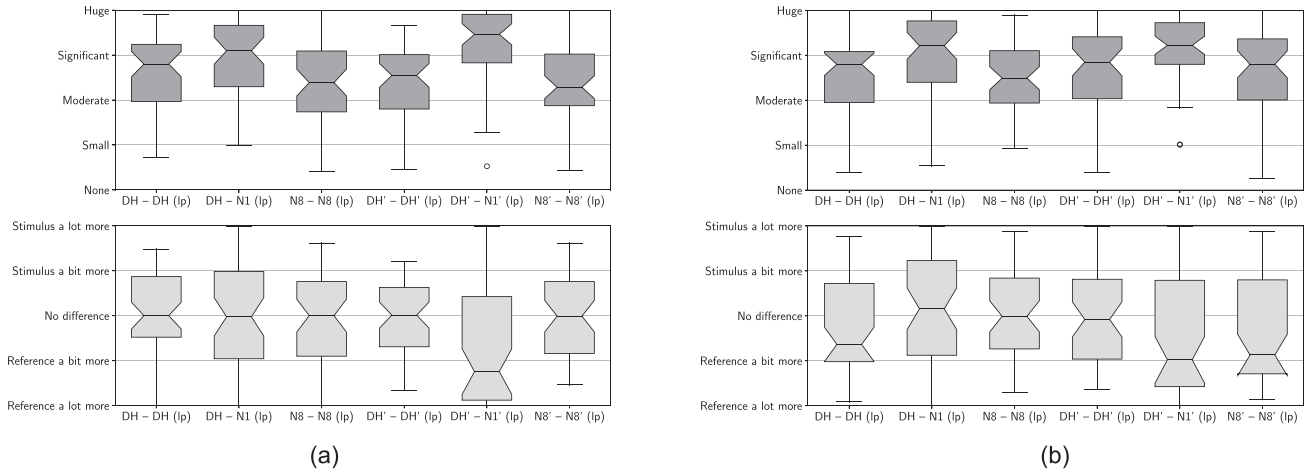 Huge
Significant
Moderate
Small
None
DH – DH (lp) DH – N1 (lp) N8 – N8 (lp) DH' – DH' (lp) DH' – N1' (lp) N8' – N8' (lp)
Stimulus a lot more
Stimulus a bit more
No difference
Reference a bit more
Reference a lot more
DH – DH (lp) DH – N1 (lp) N8 – N8 (lp) DH' – DH' (lp) DH' – N1' (lp) N8' – N8' (lp)
(a)
Huge
Significant
Moderate
Small
None
DH – DH (lp) DH – N1 (lp) N8 – N8 (lp) DH' – DH' (lp) DH' – N1' (lp) N8' – N8' (lp)
Stimulus a lot more
Stimulus a bit more
No difference
Reference a bit more
Reference a lot more
DH – DH (lp) DH – N1 (lp) N8 – N8 (lp) DH' – DH' (lp) DH' – N1' (lp) N8' – N8' (lp)
(b)